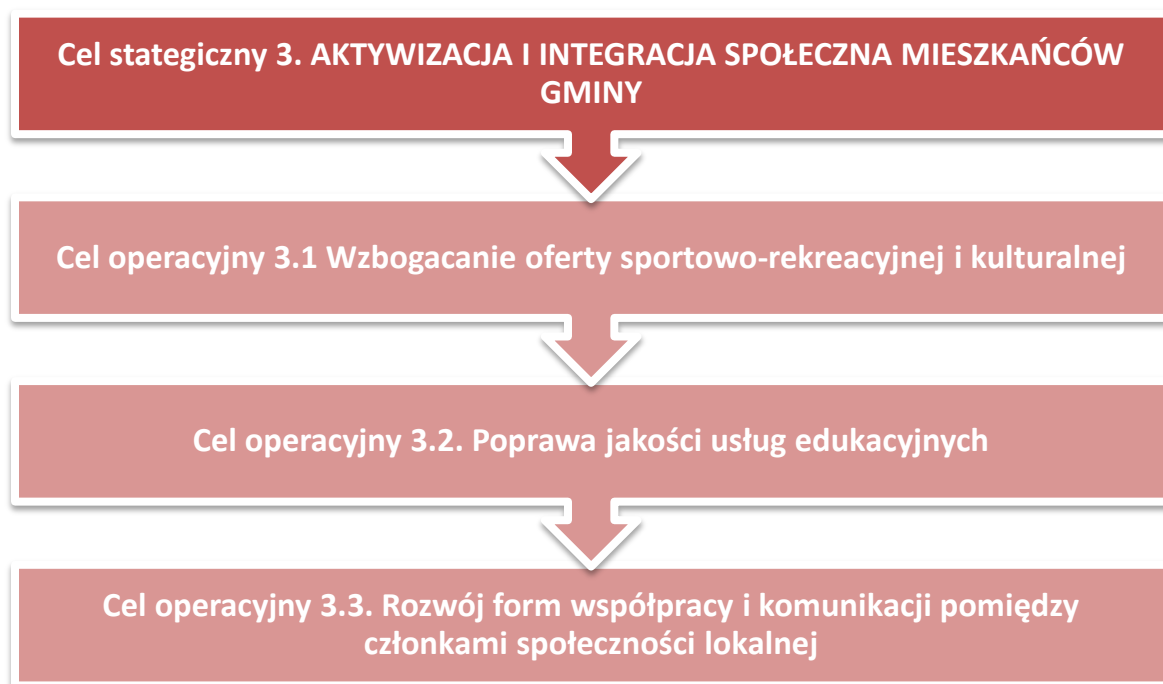 Cel stategiczny 3. AKTYWIZACJA I INTEGRACJA SPOŁECZNA MIESZKAŃCÓW
GMINY
Cel operacyjny 3.1 Wzbogacanie oferty sportowo-rekreacyjnej i kulturalnej
Cel operacyjny 3.2. Poprawa jakości usług edukacyjnych
Cel operacyjny 3.3. Rozwój form współpracy i komunikacji pomiędzy
członkami społeczności lokalnej